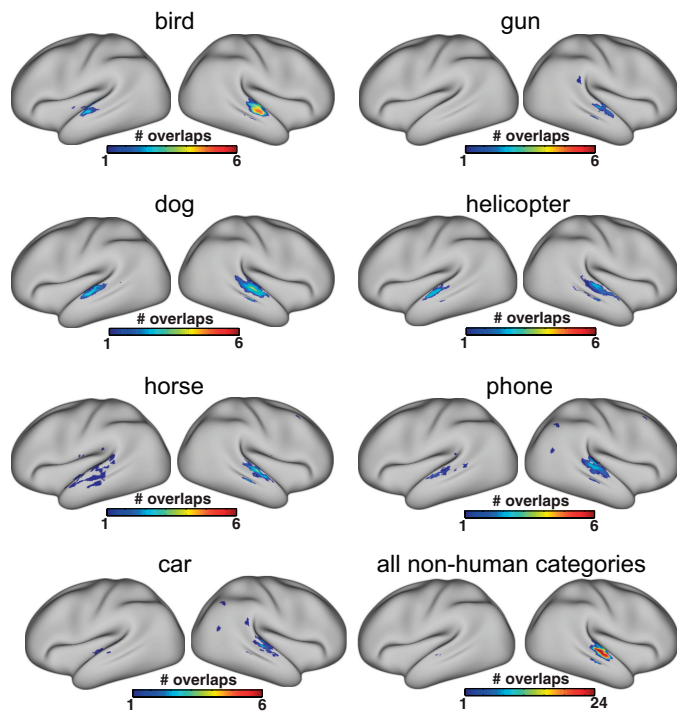 bird
gun
# overlaps
1 6
# overlaps
1 6
dog
helicopter
# overlaps
1 6
# overlaps
1 6
horse
phone
# overlaps
1 6
# overlaps
1 6
car
all non-human categories
# overlaps
1 6
# overlaps
1 24